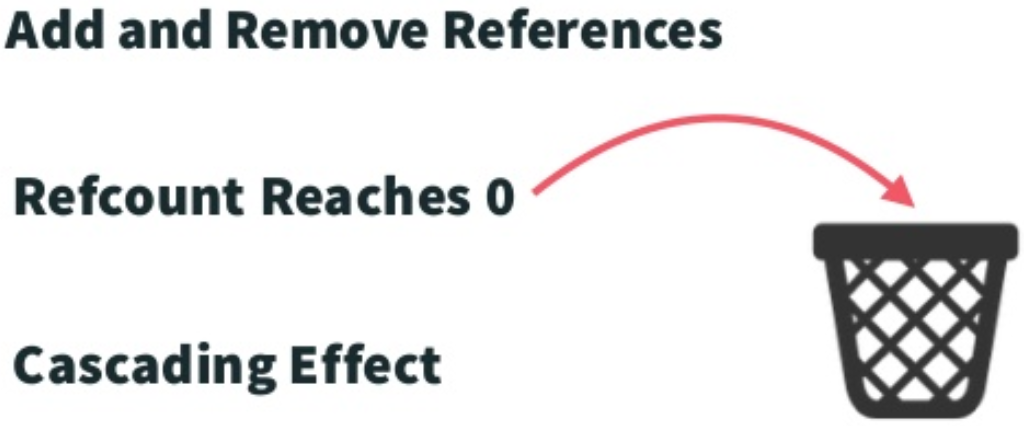 Add and Remove References
Refcount Reaches 0
Cascading Effect